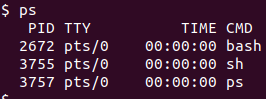 $ ps
PID TTY TIME CMD
2672 pts/0 00:00:00 bash
3755 pts/0 00:00:00 sh
3757 pts/0 00:00:00 ps
$